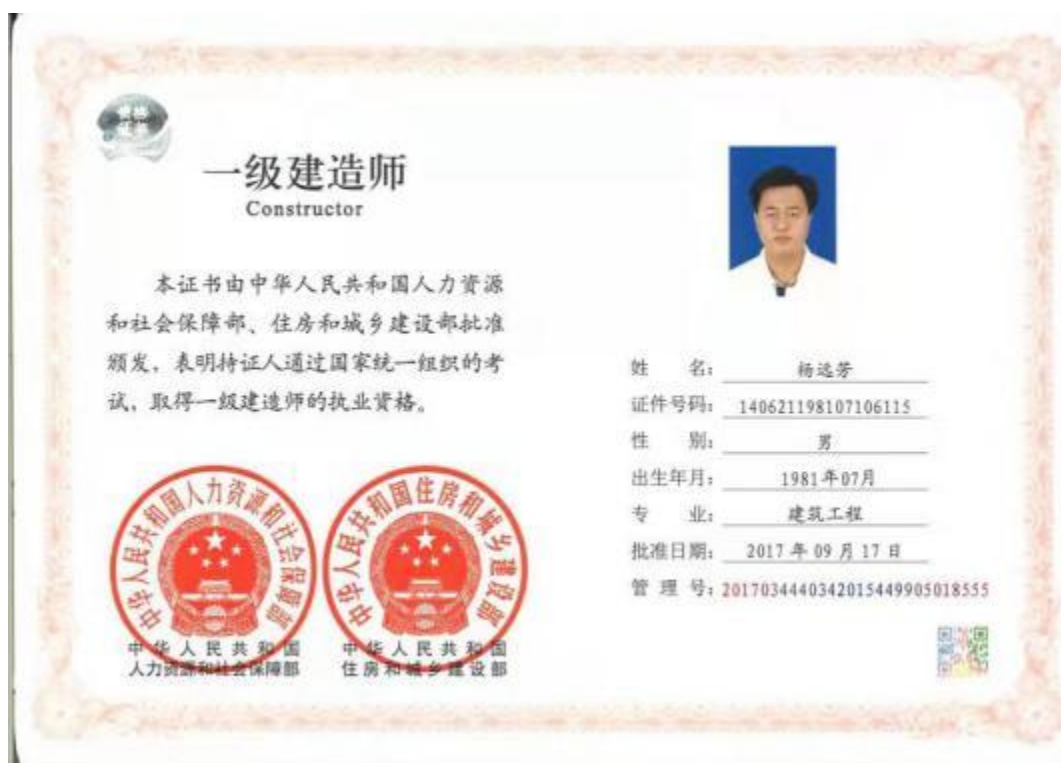 一级建造师
Constructor
本证书由中华人民共和国人力资源
和社会保障部、住房和城乡建设部批准
颁发,表明持证人通过国家统一组织的考
试,取得一级建造师的执业资格。
中华人民共和国人力资源和社会保障部
中华人民共和国住房和城乡建设部
中华人民共和国
人力资源和社会保障部
中华人民共和国
住房和城乡建设部
姓 名:杨远芳
证件号码:140621198107106115
性 别:男
出生年月:1981年07月
专 业:建筑工程
批准日期:2017年09月17日
管 理 号:2017034440342015449905018555